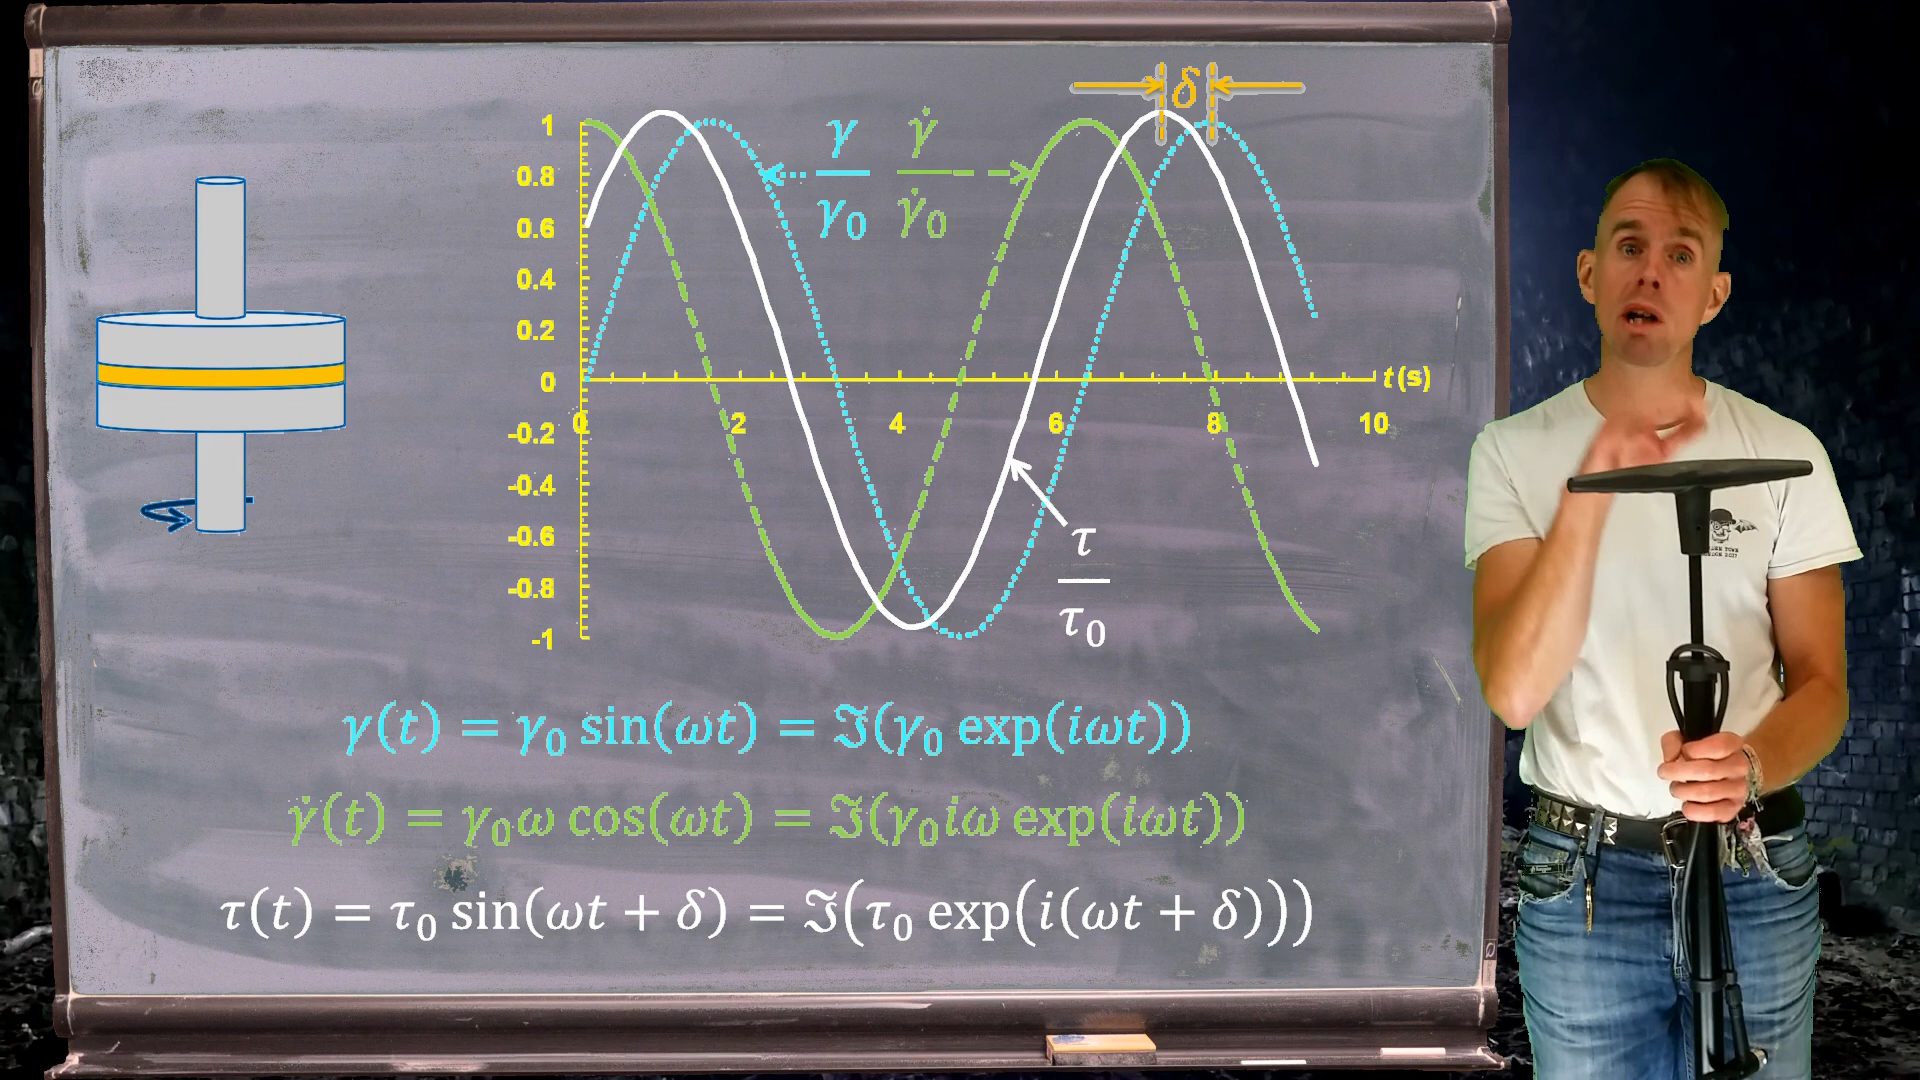 δ
1
0.8
0.6
0.4
0.2
0
-0.2
-0.4
-0.6
-0.8
-1
γ/γ₀
γ̇/γ̇₀
t(s)
0 2 4 6 8 10
τ/τ₀
γ(t) = γ₀ sin(ωt) = ℑ(γ₀ exp(iωt))
γ̇(t) = γ₀ω cos(ωt) = ℑ(γ₀iω exp(iωt))
τ(t) = τ₀ sin(ωt + δ) = ℑ(τ₀ exp(i(ωt + δ)))